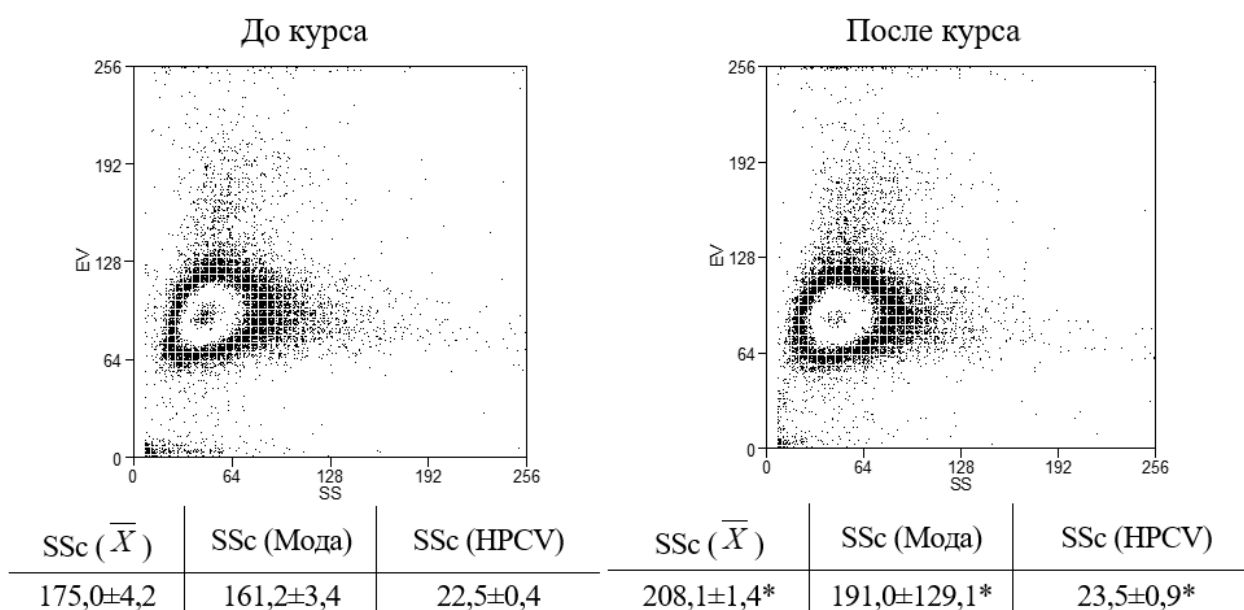 До курса
256
192
128
64
0
EV
0 64 128 192 256
SS
SSc ( X̅ ) SSc (Мода) SSc (HPCV)
175,0±4,2 161,2±3,4 22,5±0,4
После курса
256
192
128
64
0
EV
0 64 128 192 256
SS
SSc ( X̅ ) SSc (Мода) SSc (HPCV)
208,1±1,4* 191,0±129,1* 23,5±0,9*